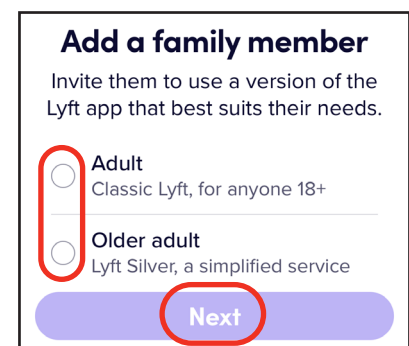 Add a family member
Invite them to use a version of the
Lyft app that best suits their needs.
Adult
Classic Lyft, for anyone 18+
Older adult
Lyft Silver, a simplified service
Next